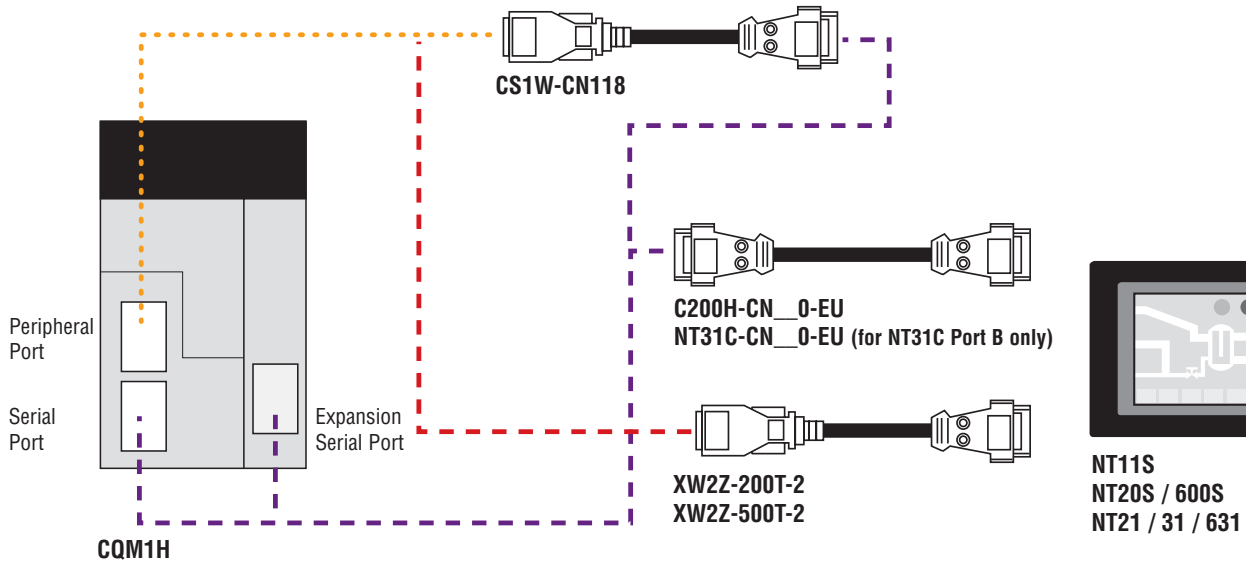 CS1W-CN118
Peripheral
Port
Serial
Port
Expansion
Serial Port
CQM1H
C200H-CN__0-EU
NT31C-CN__0-EU (for NT31C Port B only)
XW2Z-200T-2
XW2Z-500T-2
NT11S
NT20S / 600S
NT21 / 31 / 631